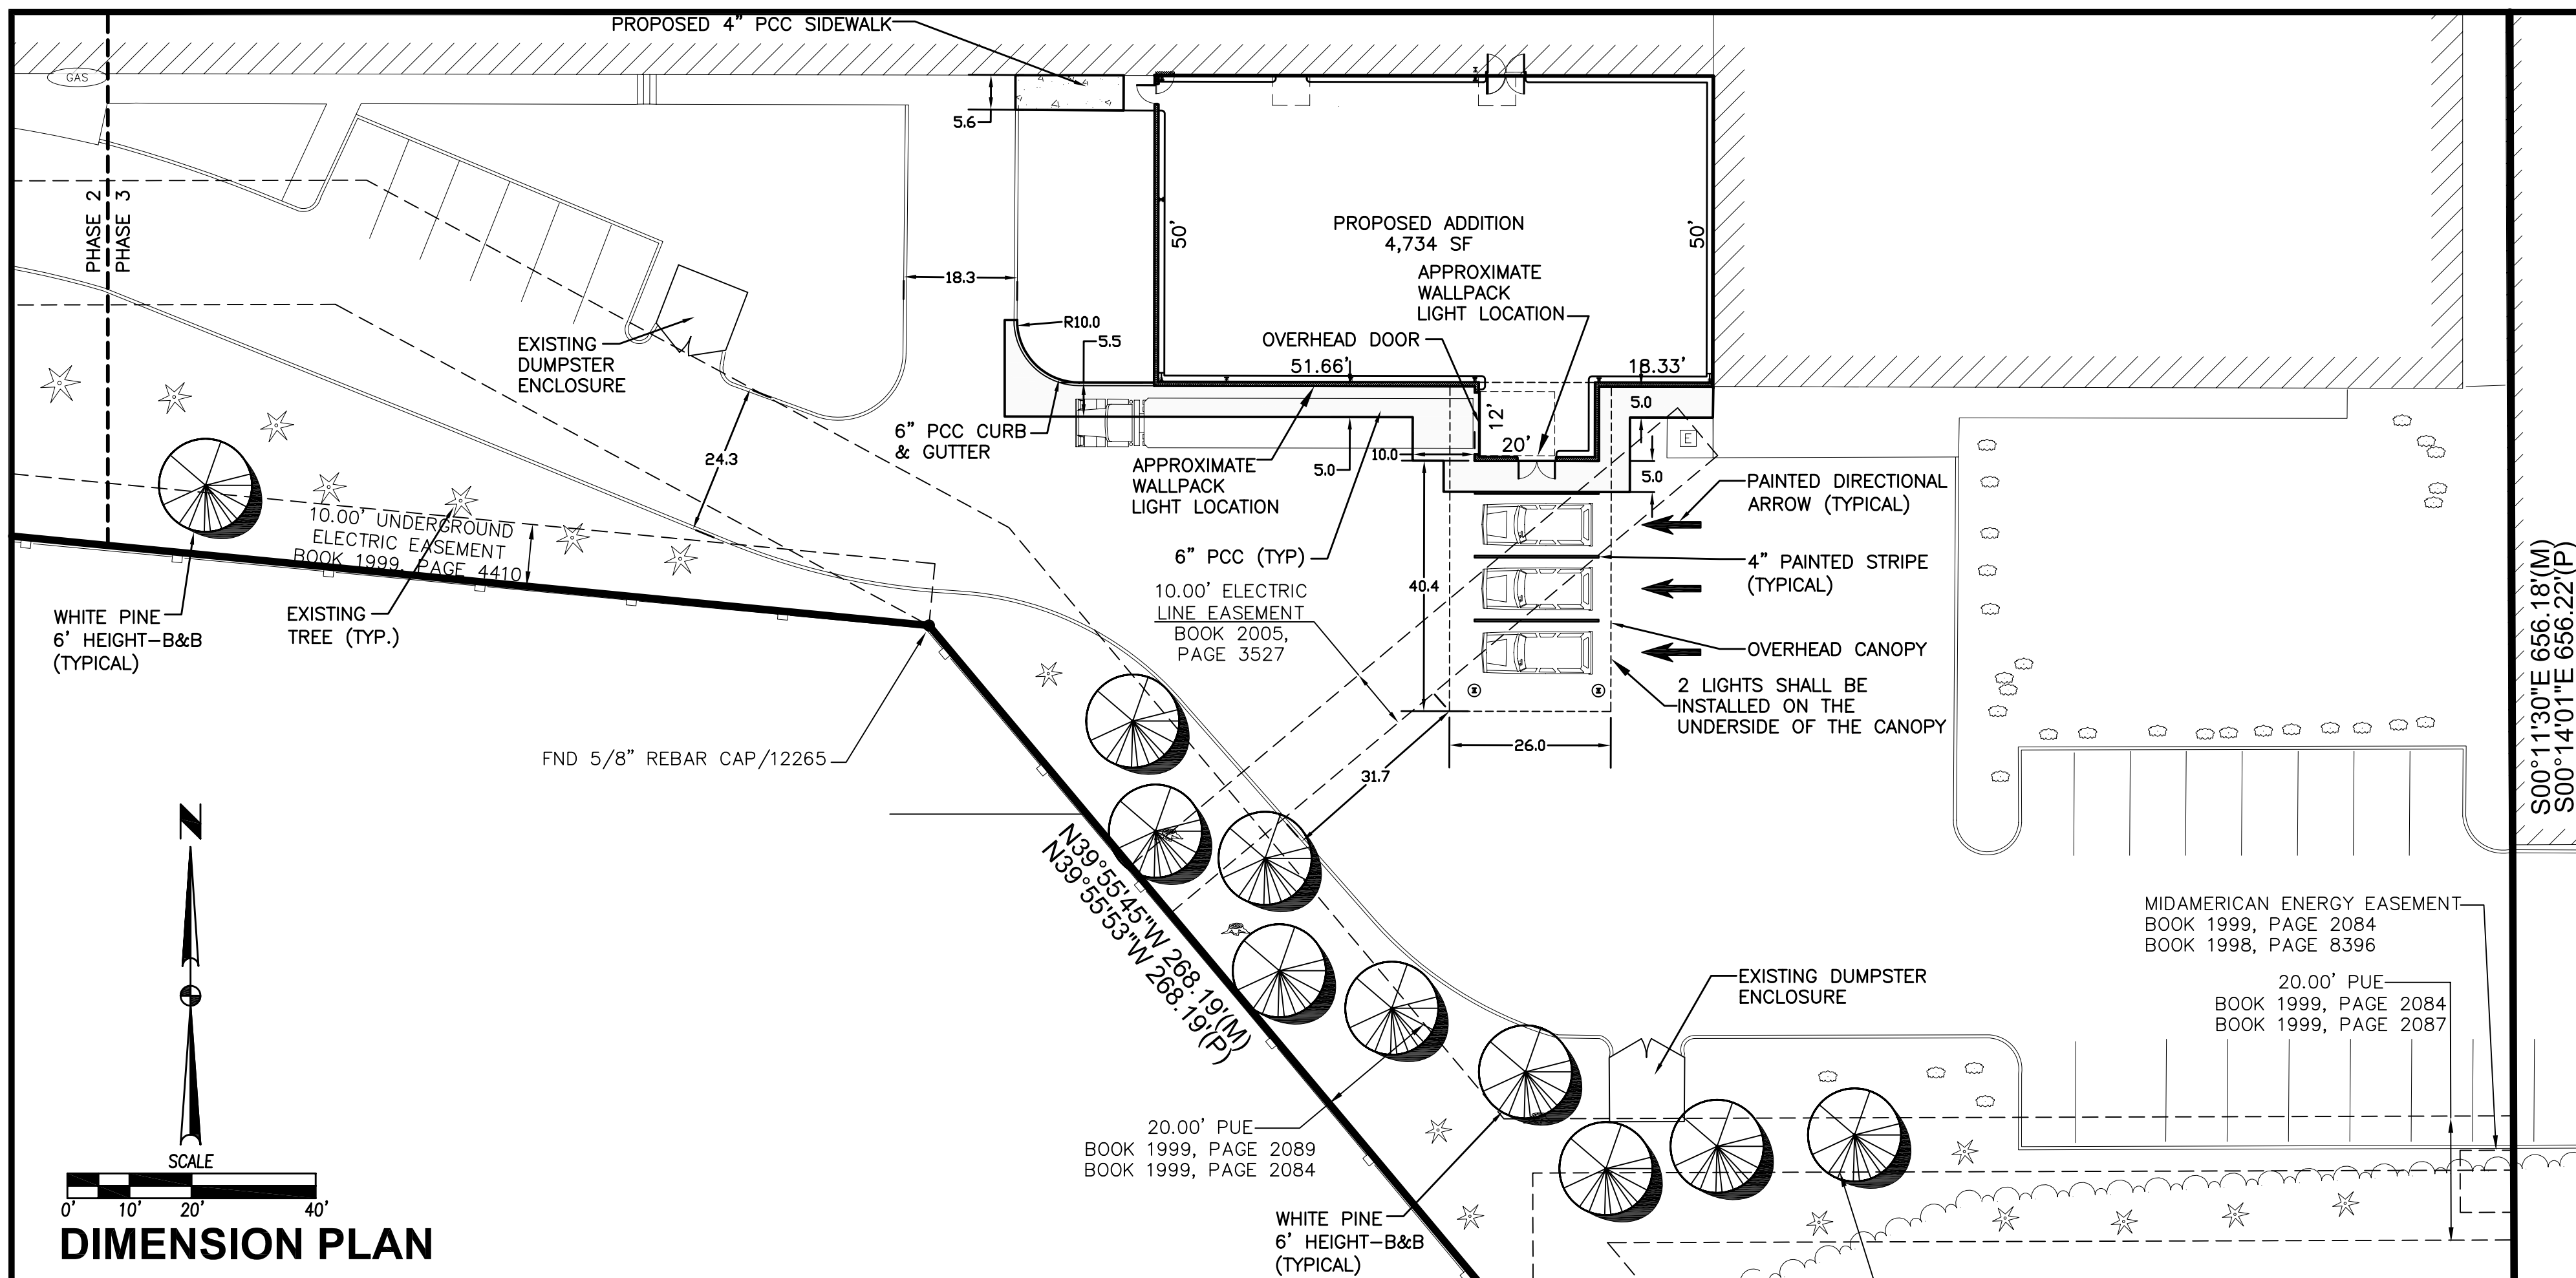 PROPOSED 4" PCC SIDEWALK
GAS
5.6
PHASE 2
PHASE 3
50'
PROPOSED ADDITION
4,734 SF
50'
APPROXIMATE
WALLPACK
LIGHT LOCATION
18.3
R10.0
5.5
OVERHEAD DOOR
51.66'
18.33'
EXISTING
DUMPSTER
ENCLOSURE
5.0
12'
20'
E
6" PCC CURB
& GUTTER
24.3
10.0
5.0
5.0
APPROXIMATE
WALLPACK
LIGHT LOCATION
PAINTED DIRECTIONAL
ARROW (TYPICAL)
10.00' UNDERGROUND
ELECTRIC EASEMENT
BOOK 1999, PAGE 4410
6" PCC (TYP)
4" PAINTED STRIPE
(TYPICAL)
10.00' ELECTRIC
LINE EASEMENT
BOOK 2005,
PAGE 3527
40.4
WHITE PINE
6' HEIGHT-B&B
(TYPICAL)
EXISTING
TREE (TYP.)
OVERHEAD CANOPY
2 LIGHTS SHALL BE
INSTALLED ON THE
UNDERSIDE OF THE CANOPY
S00°11'30"E 656.18'(M)
S00°14'01"E 656.22'(P)
FND 5/8" REBAR CAP/12265
26.0
31.7
N
N39°55'45"W 268.19'(M)
N39°55'53"W 268.19'(P)
MIDAMERICAN ENERGY EASEMENT
BOOK 1999, PAGE 2084
BOOK 1998, PAGE 8396
EXISTING DUMPSTER
ENCLOSURE
20.00' PUE
BOOK 1999, PAGE 2084
BOOK 1999, PAGE 2087
20.00' PUE
BOOK 1999, PAGE 2089
BOOK 1999, PAGE 2084
SCALE
0' 10' 20' 40'
WHITE PINE
6' HEIGHT-B&B
(TYPICAL)
DIMENSION PLAN